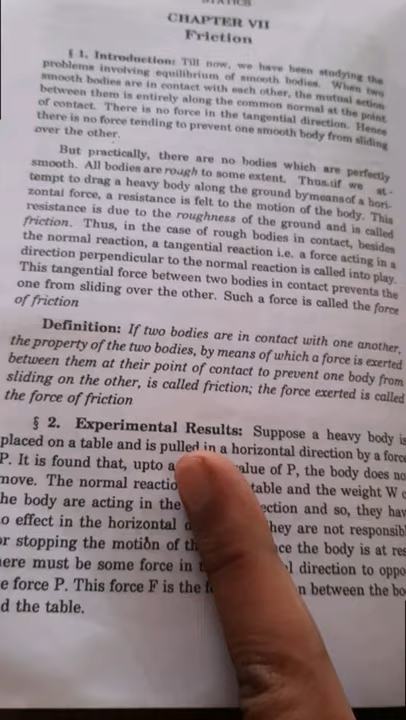 STATICS
CHAPTER VII
Friction
§ 1. Introduction: Till now, we have been studying the
problems involving equilibrium of smooth bodies. When two
smooth bodies are in contact with each other, the mutual action
between them is entirely along the common normal at the point
of contact. There is no force in the tangential direction. Hence
there is no force tending to prevent one smooth body from sliding
over the other.
But practically, there are no bodies which are perfectly
smooth. All bodies are rough to some extent. Thus if we at-
tempt to drag a heavy body along the ground by means of a hori-
zontal force, a resistance is felt to the motion of the body. This
resistance is due to the roughness of the ground and is called
friction. Thus, in the case of rough bodies in contact, besides
the normal reaction, a tangential reaction i.e. a force acting in a
direction perpendicular to the normal reaction is called into play.
This tangential force between two bodies in contact prevents the
one from sliding over the other. Such a force is called the force
of friction
Definition: If two bodies are in contact with one another,
the property of the two bodies, by means of which a force is exerted
between them at their point of contact to prevent one body from
sliding on the other, is called friction; the force exerted is called
the force of friction
§ 2. Experimental Results: Suppose a heavy body is
placed on a table and is pulled in a horizontal direction by a force
P. It is found that, upto a value of P, the body does no
move. The normal reactio table and the weight W o
he body are acting in the ection and so, they hav
o effect in the horizontal d hey are not responsib
or stopping the motion of th ce the body is at res
here must be some force in t l direction to oppo
e force P. This force F is the f n between the bo
d the table.